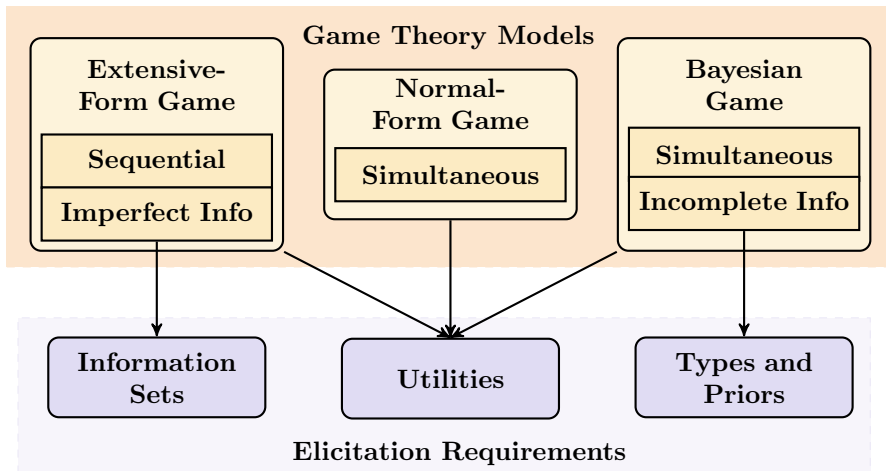 Game Theory Models
Extensive-
Form Game
Sequential
Imperfect Info
Normal-
Form Game
Simultaneous
Bayesian
Game
Simultaneous
Incomplete Info
Information
Sets
Utilities
Types and
Priors
Elicitation Requirements